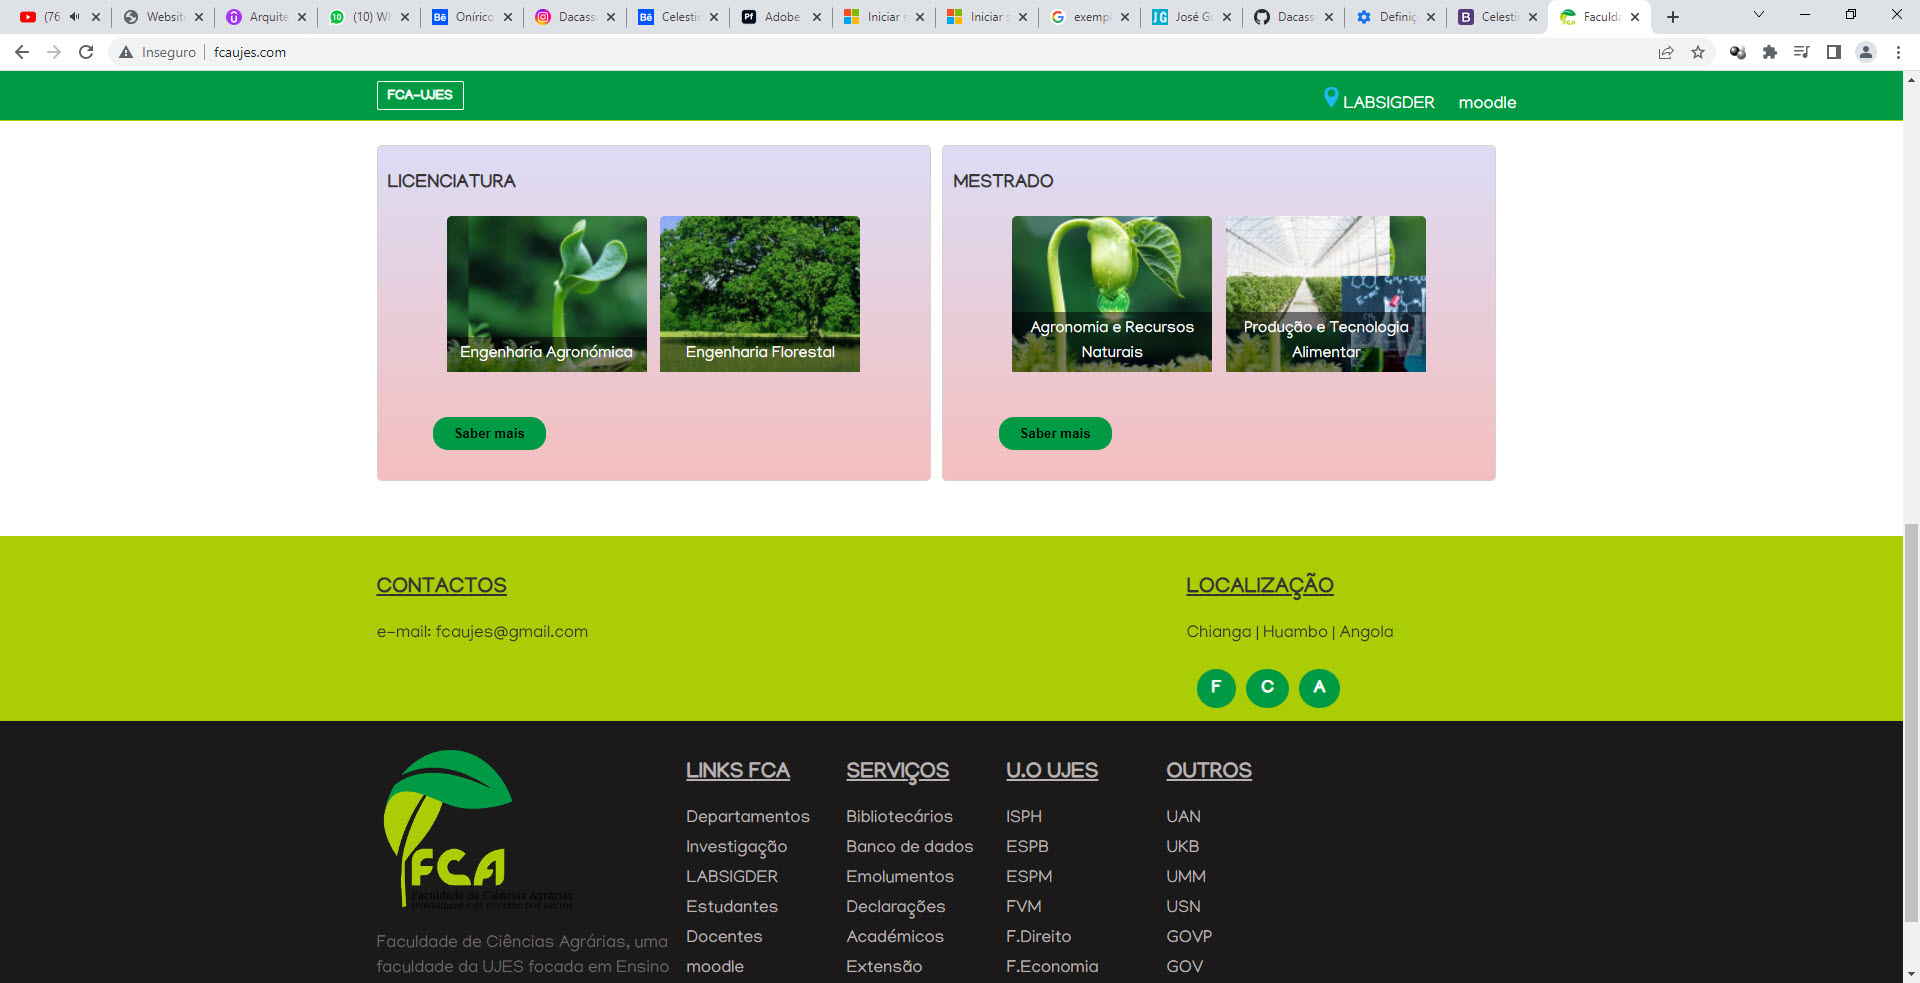 (76
Website
Arquite
(10) Wh
Onírico
Dacass
Celesti
Adobe
Iniciar s
Iniciar s
exempl
José Gu
Dacass
Definiç
Celesti
Faculda
Inseguro
fcaujes.com
FCA-UJES
LABSIGDER
moodle
LICENCIATURA
Engenharia Agronómica
Engenharia Florestal
Saber mais
MESTRADO
Agronomia e Recursos
Naturais
Produção e Tecnologia
Alimentar
Saber mais
CONTACTOS
e-mail: fcaujes@gmail.com
LOCALIZAÇÃO
Chianga | Huambo | Angola
F C A
FCA
Faculdade de Ciências Agrárias
UNIVERSIDADE JOSÉ EDUARDO DOS SANTOS
Faculdade de Ciências Agrárias, uma
faculdade da UJES focada em Ensino
LINKS FCA
Departamentos
Investigação
LABSIGDER
Estudantes
Docentes
moodle
SERVIÇOS
Bibliotecários
Banco de dados
Emolumentos
Declarações
Académicos
Extensão
U.O UJES
ISPH
ESPB
ESPM
FVM
F.Direito
F.Economia
OUTROS
UAN
UKB
UMM
USN
GOVP
GOV